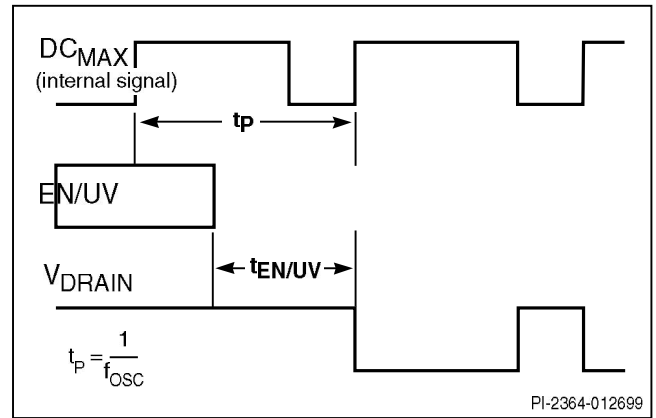 DCMAX
(internal signal)
tP
EN/UV
tEN/UV
VDRAIN
tP = 1/fOSC
PI-2364-012699